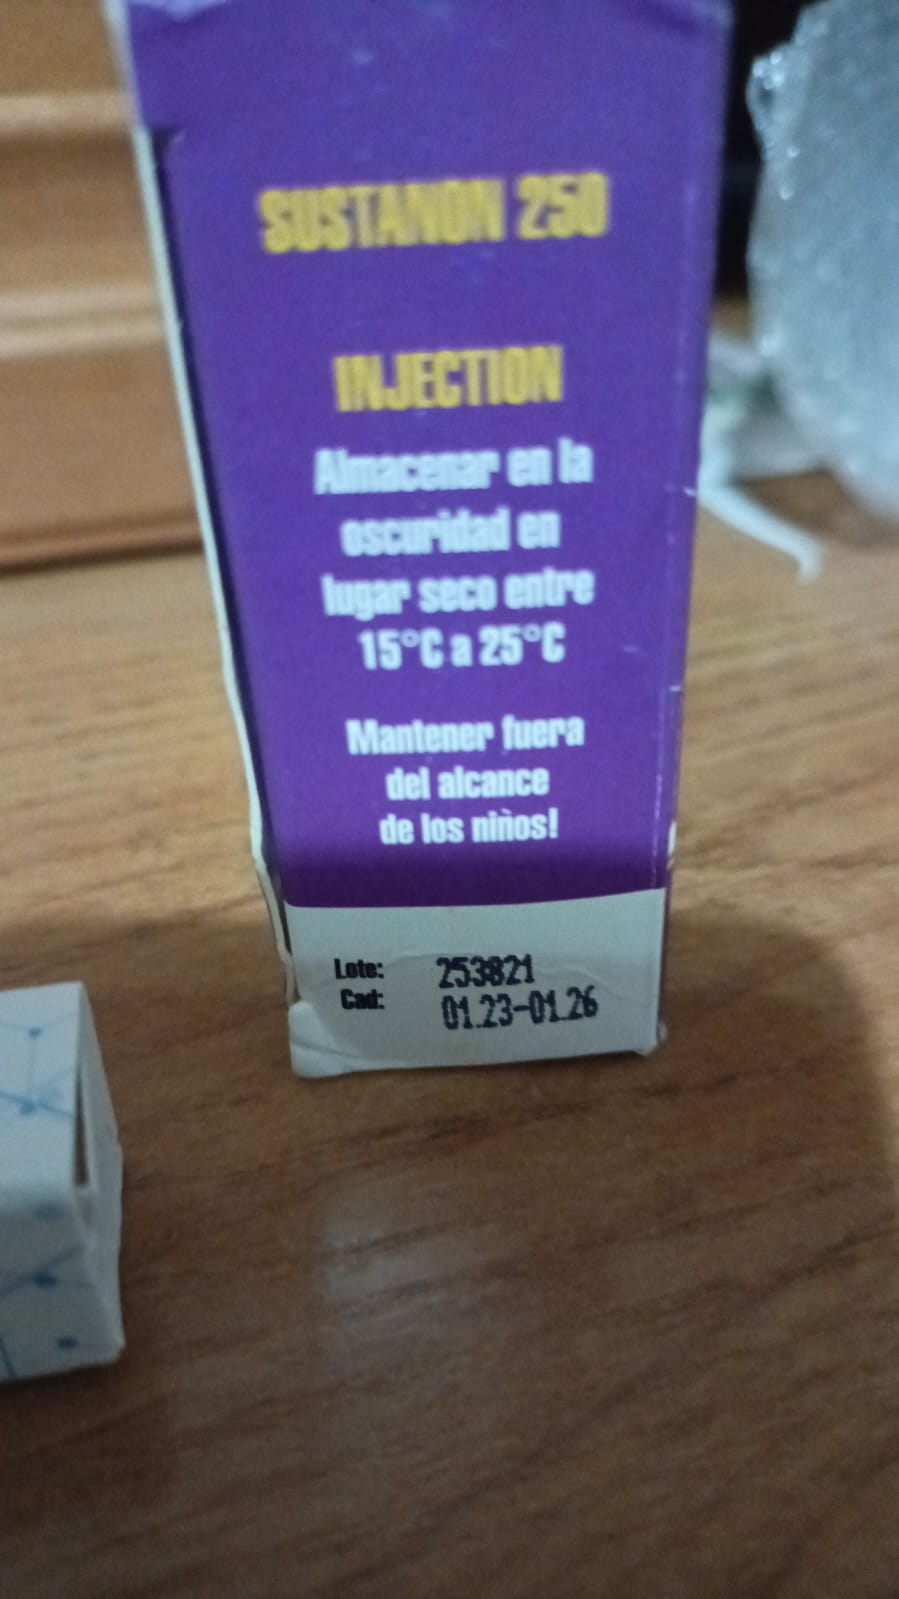 SUSTANON 250
INJECTION
Almacenar en la
oscuridad en
lugar seco entre
15°C a 25°C
Mantener fuera
del alcance
de los niños!
Lote: 253821
Cad: 01.23-01.26